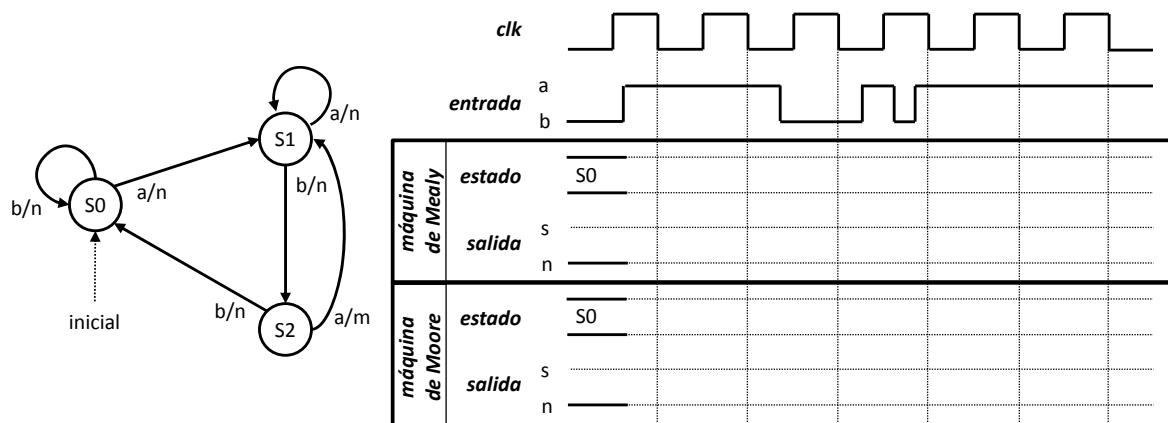 S0
S1
S2
a/n
a/n
b/n
b/n
b/n
a/m
inicial
clk
entrada
a
b
máquina
de Mealy
estado
S0
salida
s
n
máquina
de Moore
estado
S0
salida
s
n